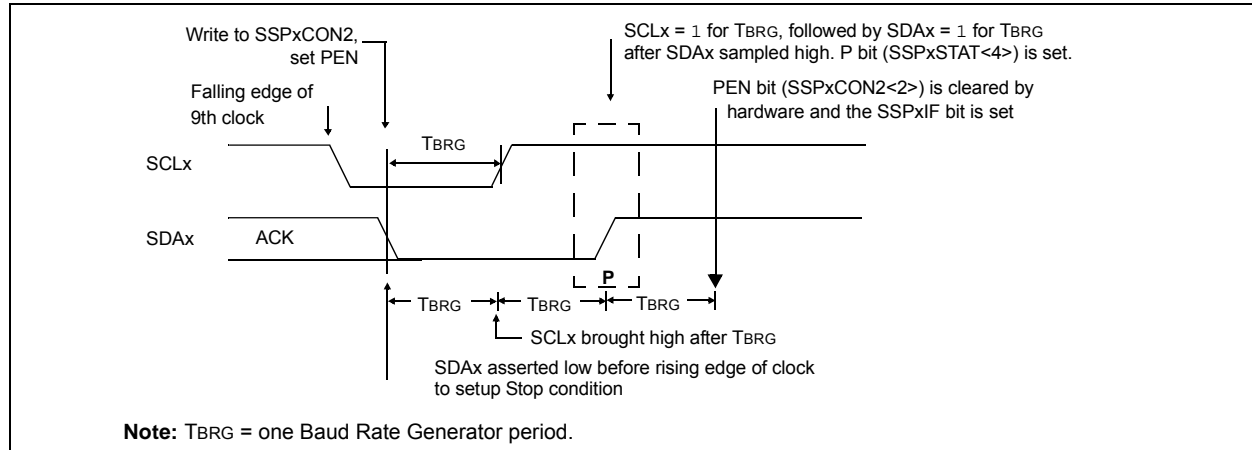 Write to SSPxCON2,
set PEN
SCLx = 1 for TBRG, followed by SDAx = 1 for TBRG
after SDAx sampled high. P bit (SSPxSTAT<4>) is set.
Falling edge of
9th clock
PEN bit (SSPxCON2<2>) is cleared by
hardware and the SSPxIF bit is set
TBRG
SCLx
SDAx
ACK
P
TBRG
TBRG
TBRG
SCLx brought high after TBRG
SDAx asserted low before rising edge of clock
to setup Stop condition
Note: TBRG = one Baud Rate Generator period.